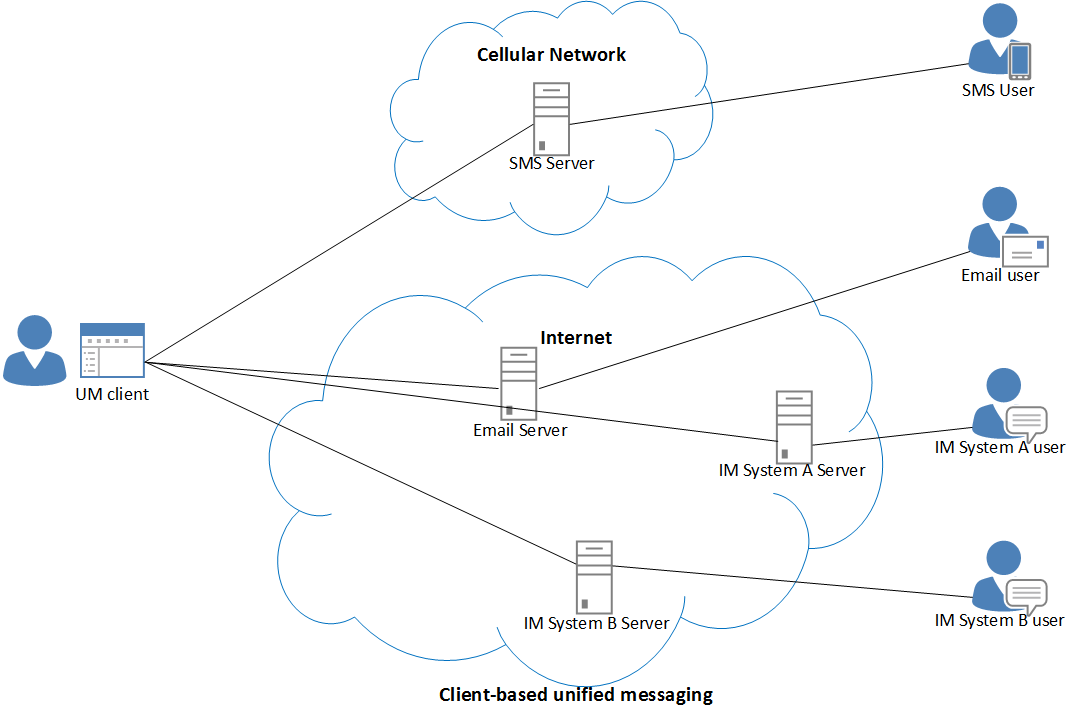 Cellular Network
SMS User
SMS Server
Email user
Internet
UM client
Email Server
IM System A user
IM System A Server
IM System B Server
IM System B user
Client-based unified messaging